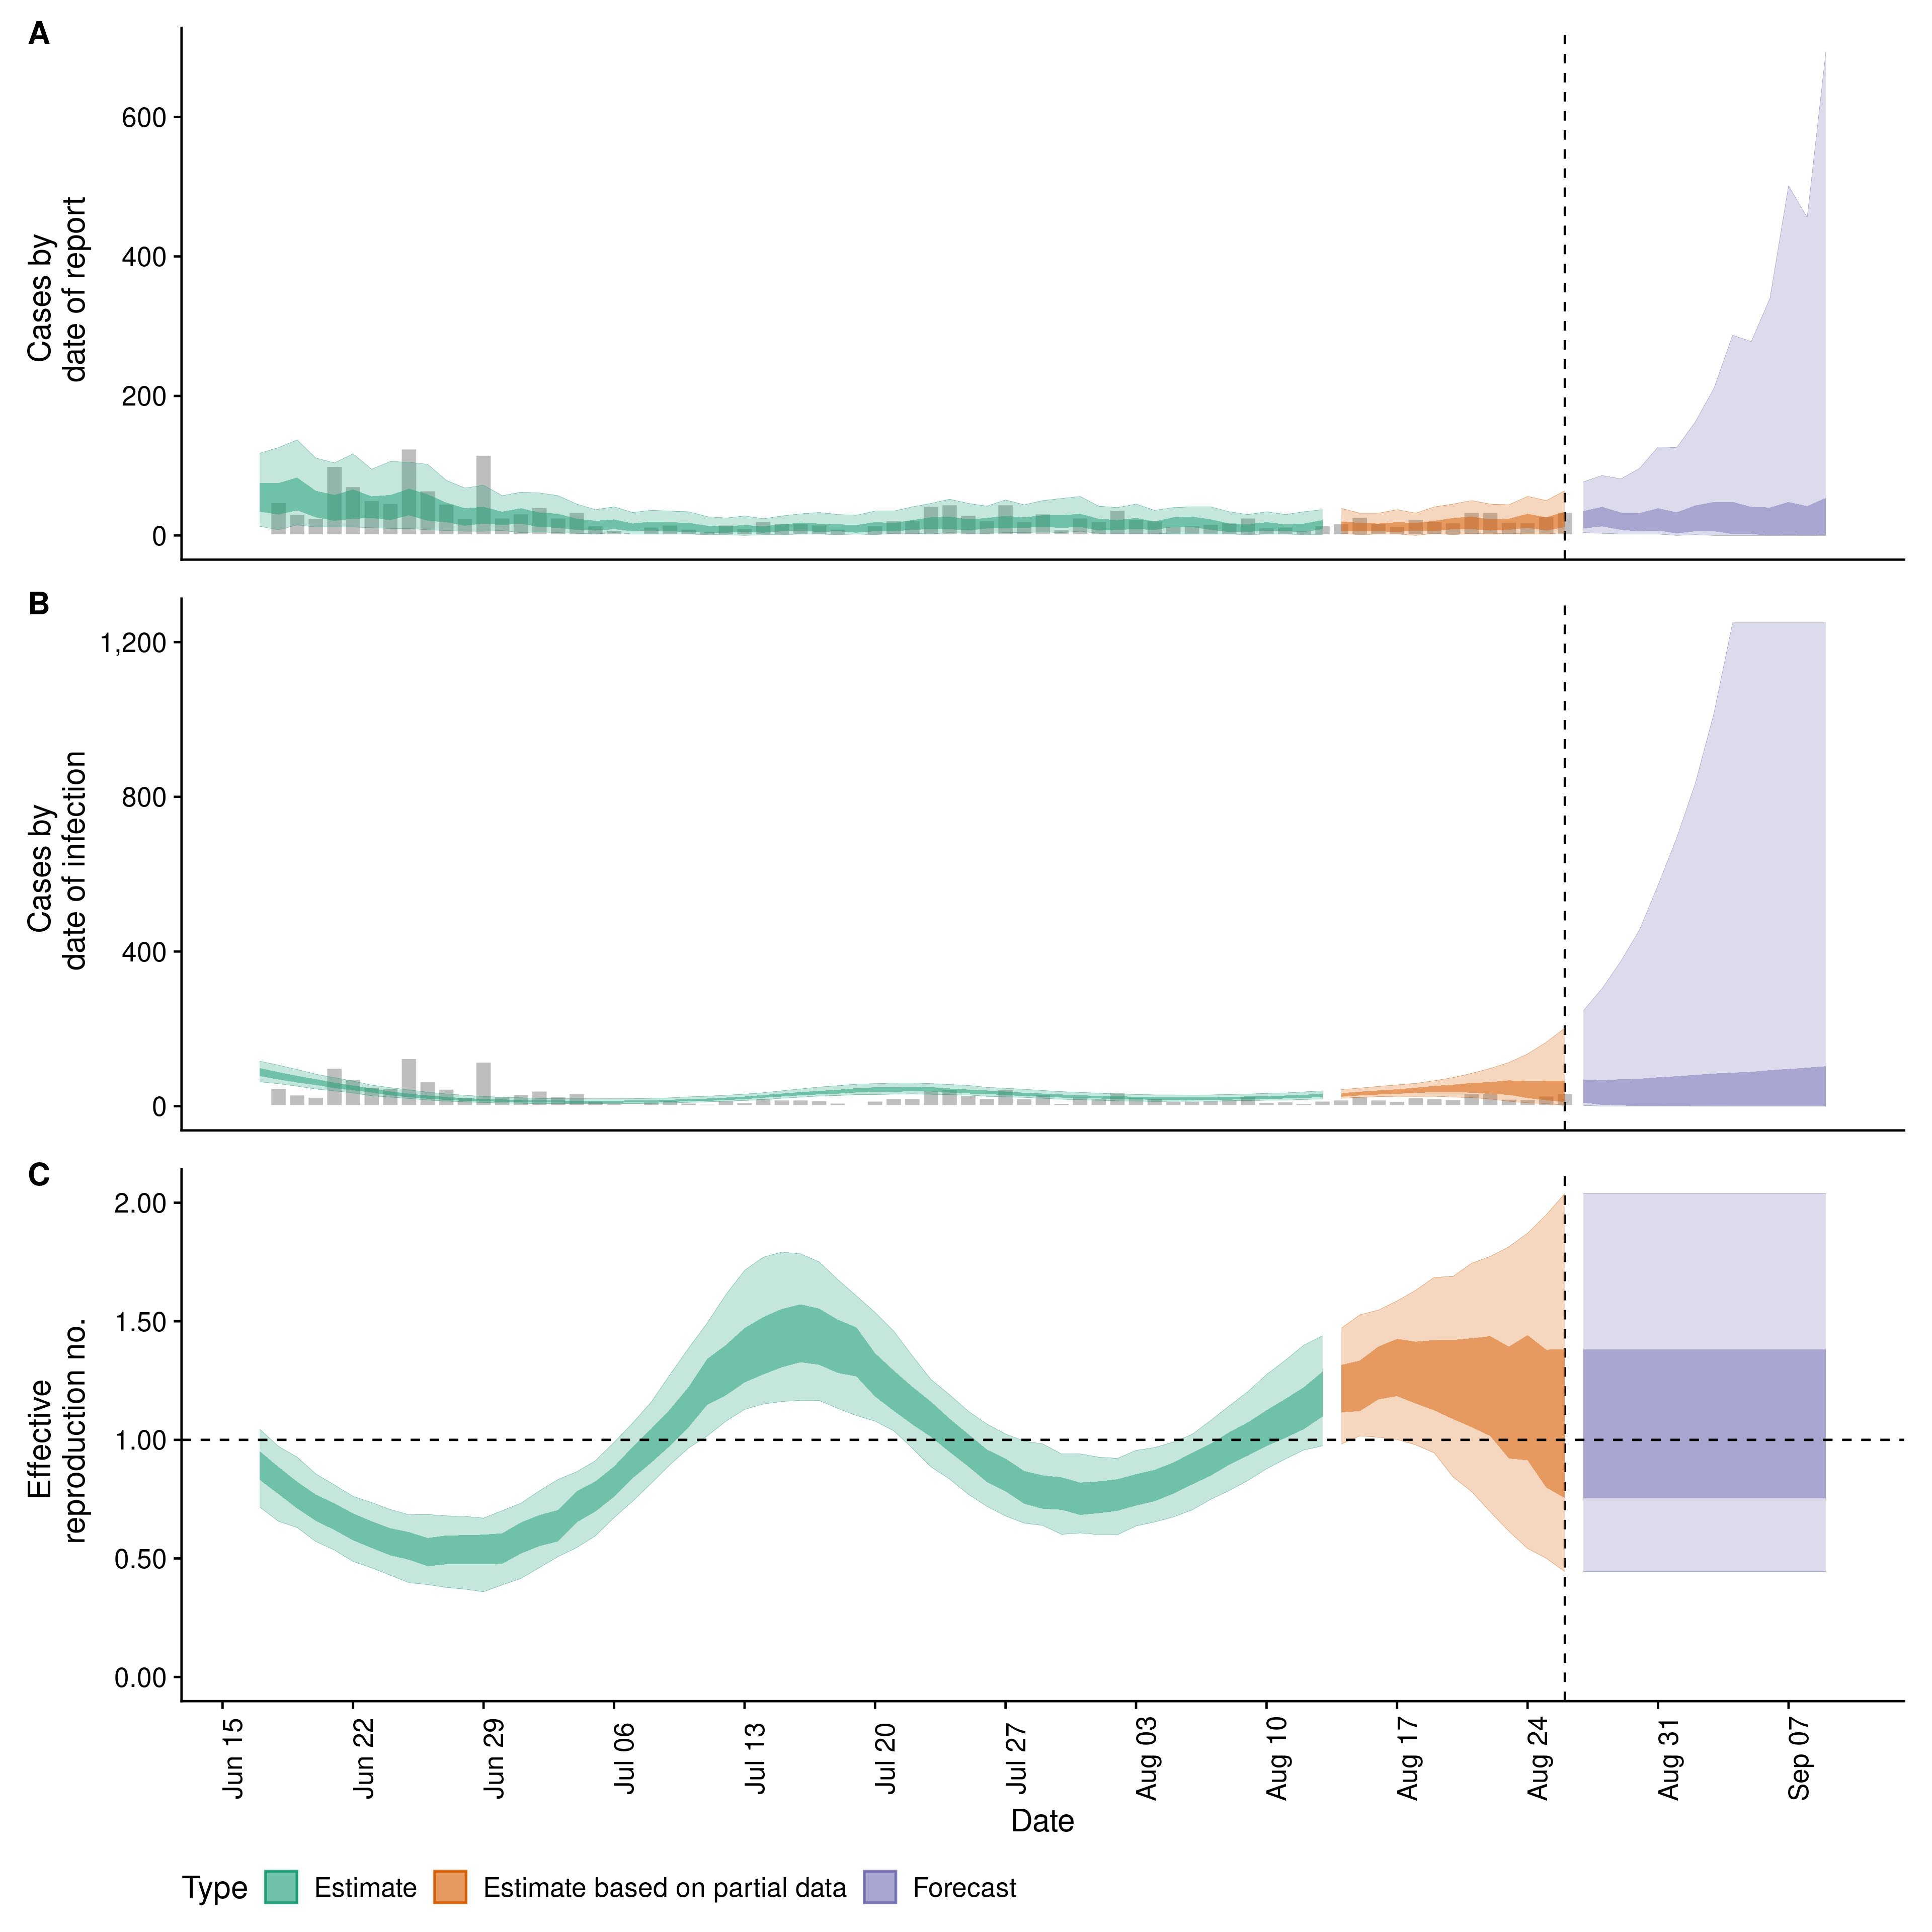 A
Cases by
date of report
600
400
200
0
B
Cases by
date of infection
1,200
800
400
0
C
Effective
reproduction no.
2.00
1.50
1.00
0.50
0.00
Jun 15
Jun 22
Jun 29
Jul 06
Jul 13
Jul 20
Jul 27
Aug 03
Aug 10
Aug 17
Aug 24
Aug 31
Sep 07
Date
Type Estimate Estimate based on partial data Forecast